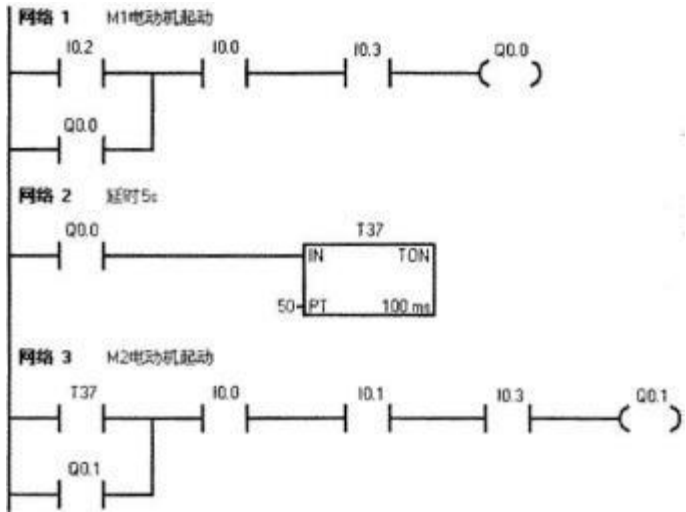 网络 1 M1电动机起动
I0.2 I0.0 I0.3 Q0.0
Q0.0
网络 2 延时5s
Q0.0 T37
IN TON
50 PT 100 ms
网络 3 M2电动机起动
T37 I0.0 I0.1 I0.3 Q0.1
Q0.1